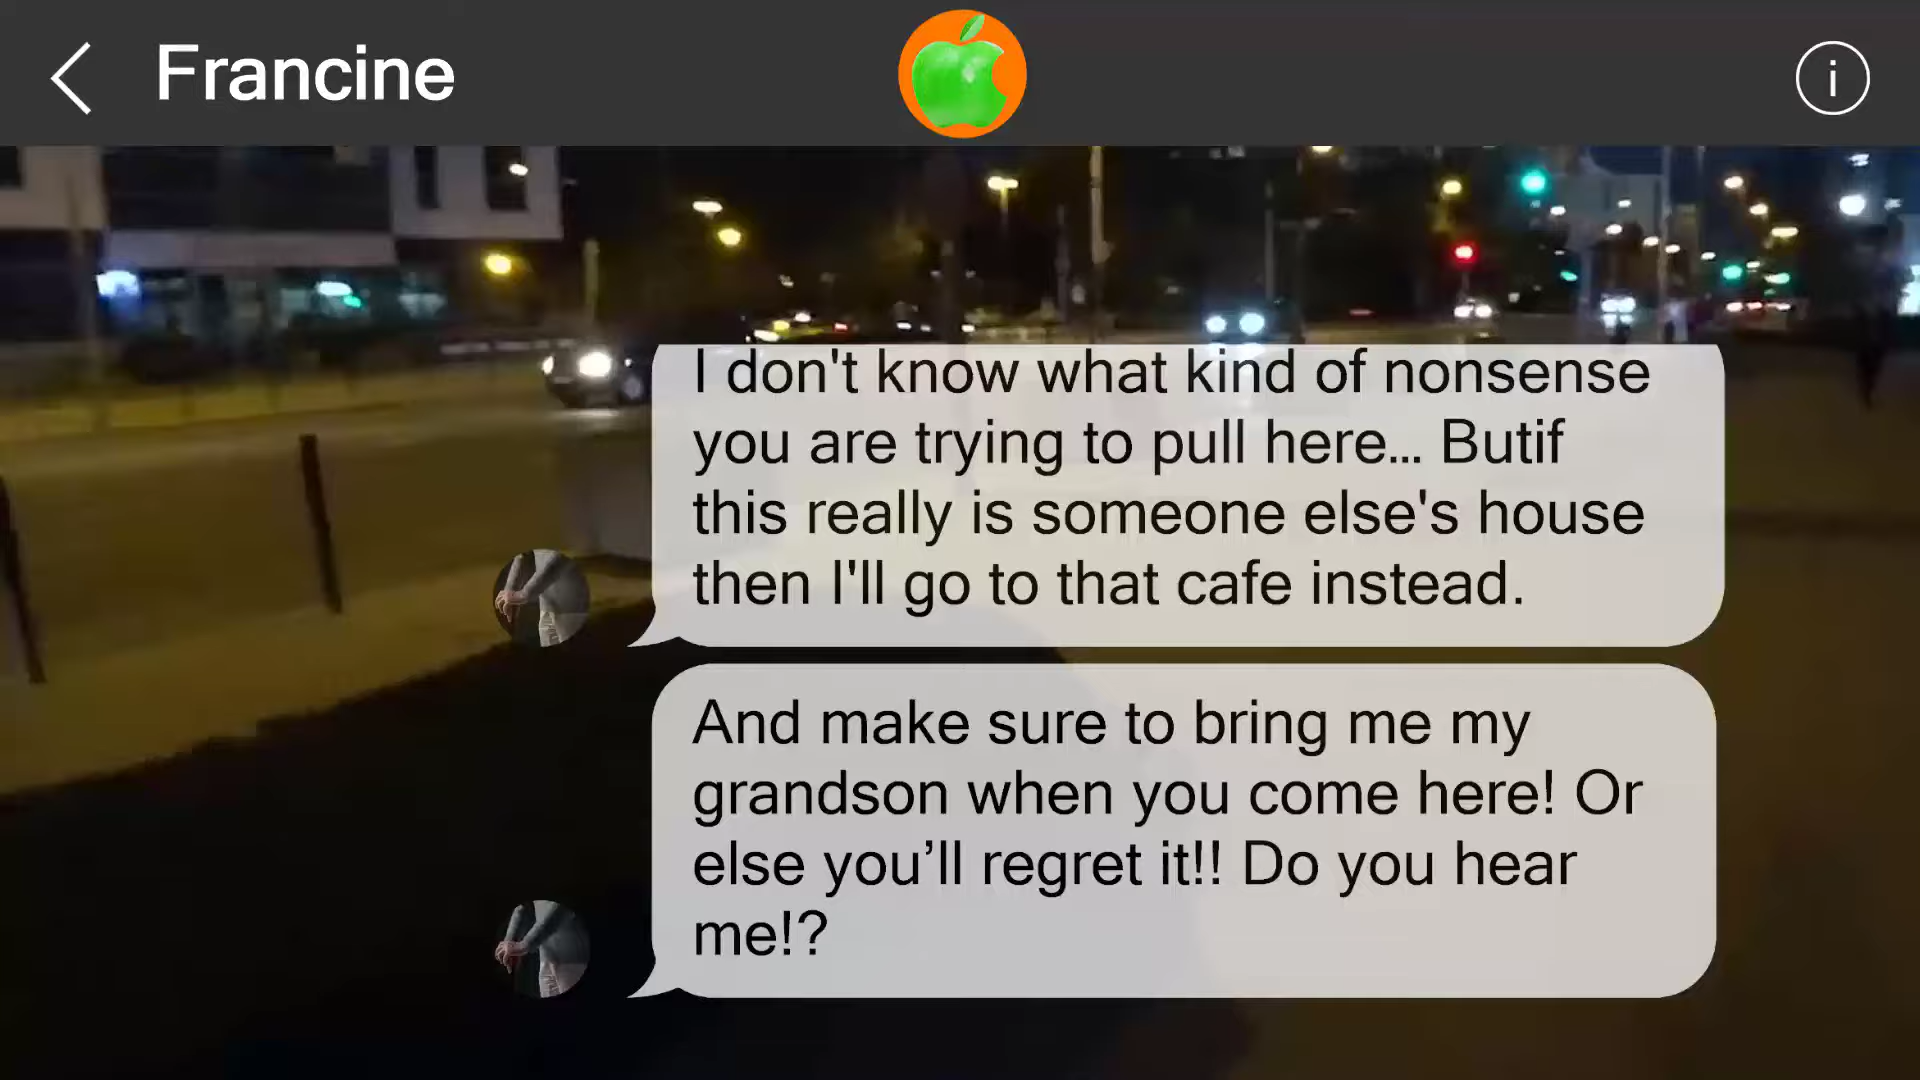 Francine
i
I don't know what kind of nonsense
you are trying to pull here... Butif
this really is someone else's house
then I'll go to that cafe instead.
And make sure to bring me my
grandson when you come here! Or
else you’ll regret it!! Do you hear
me!?